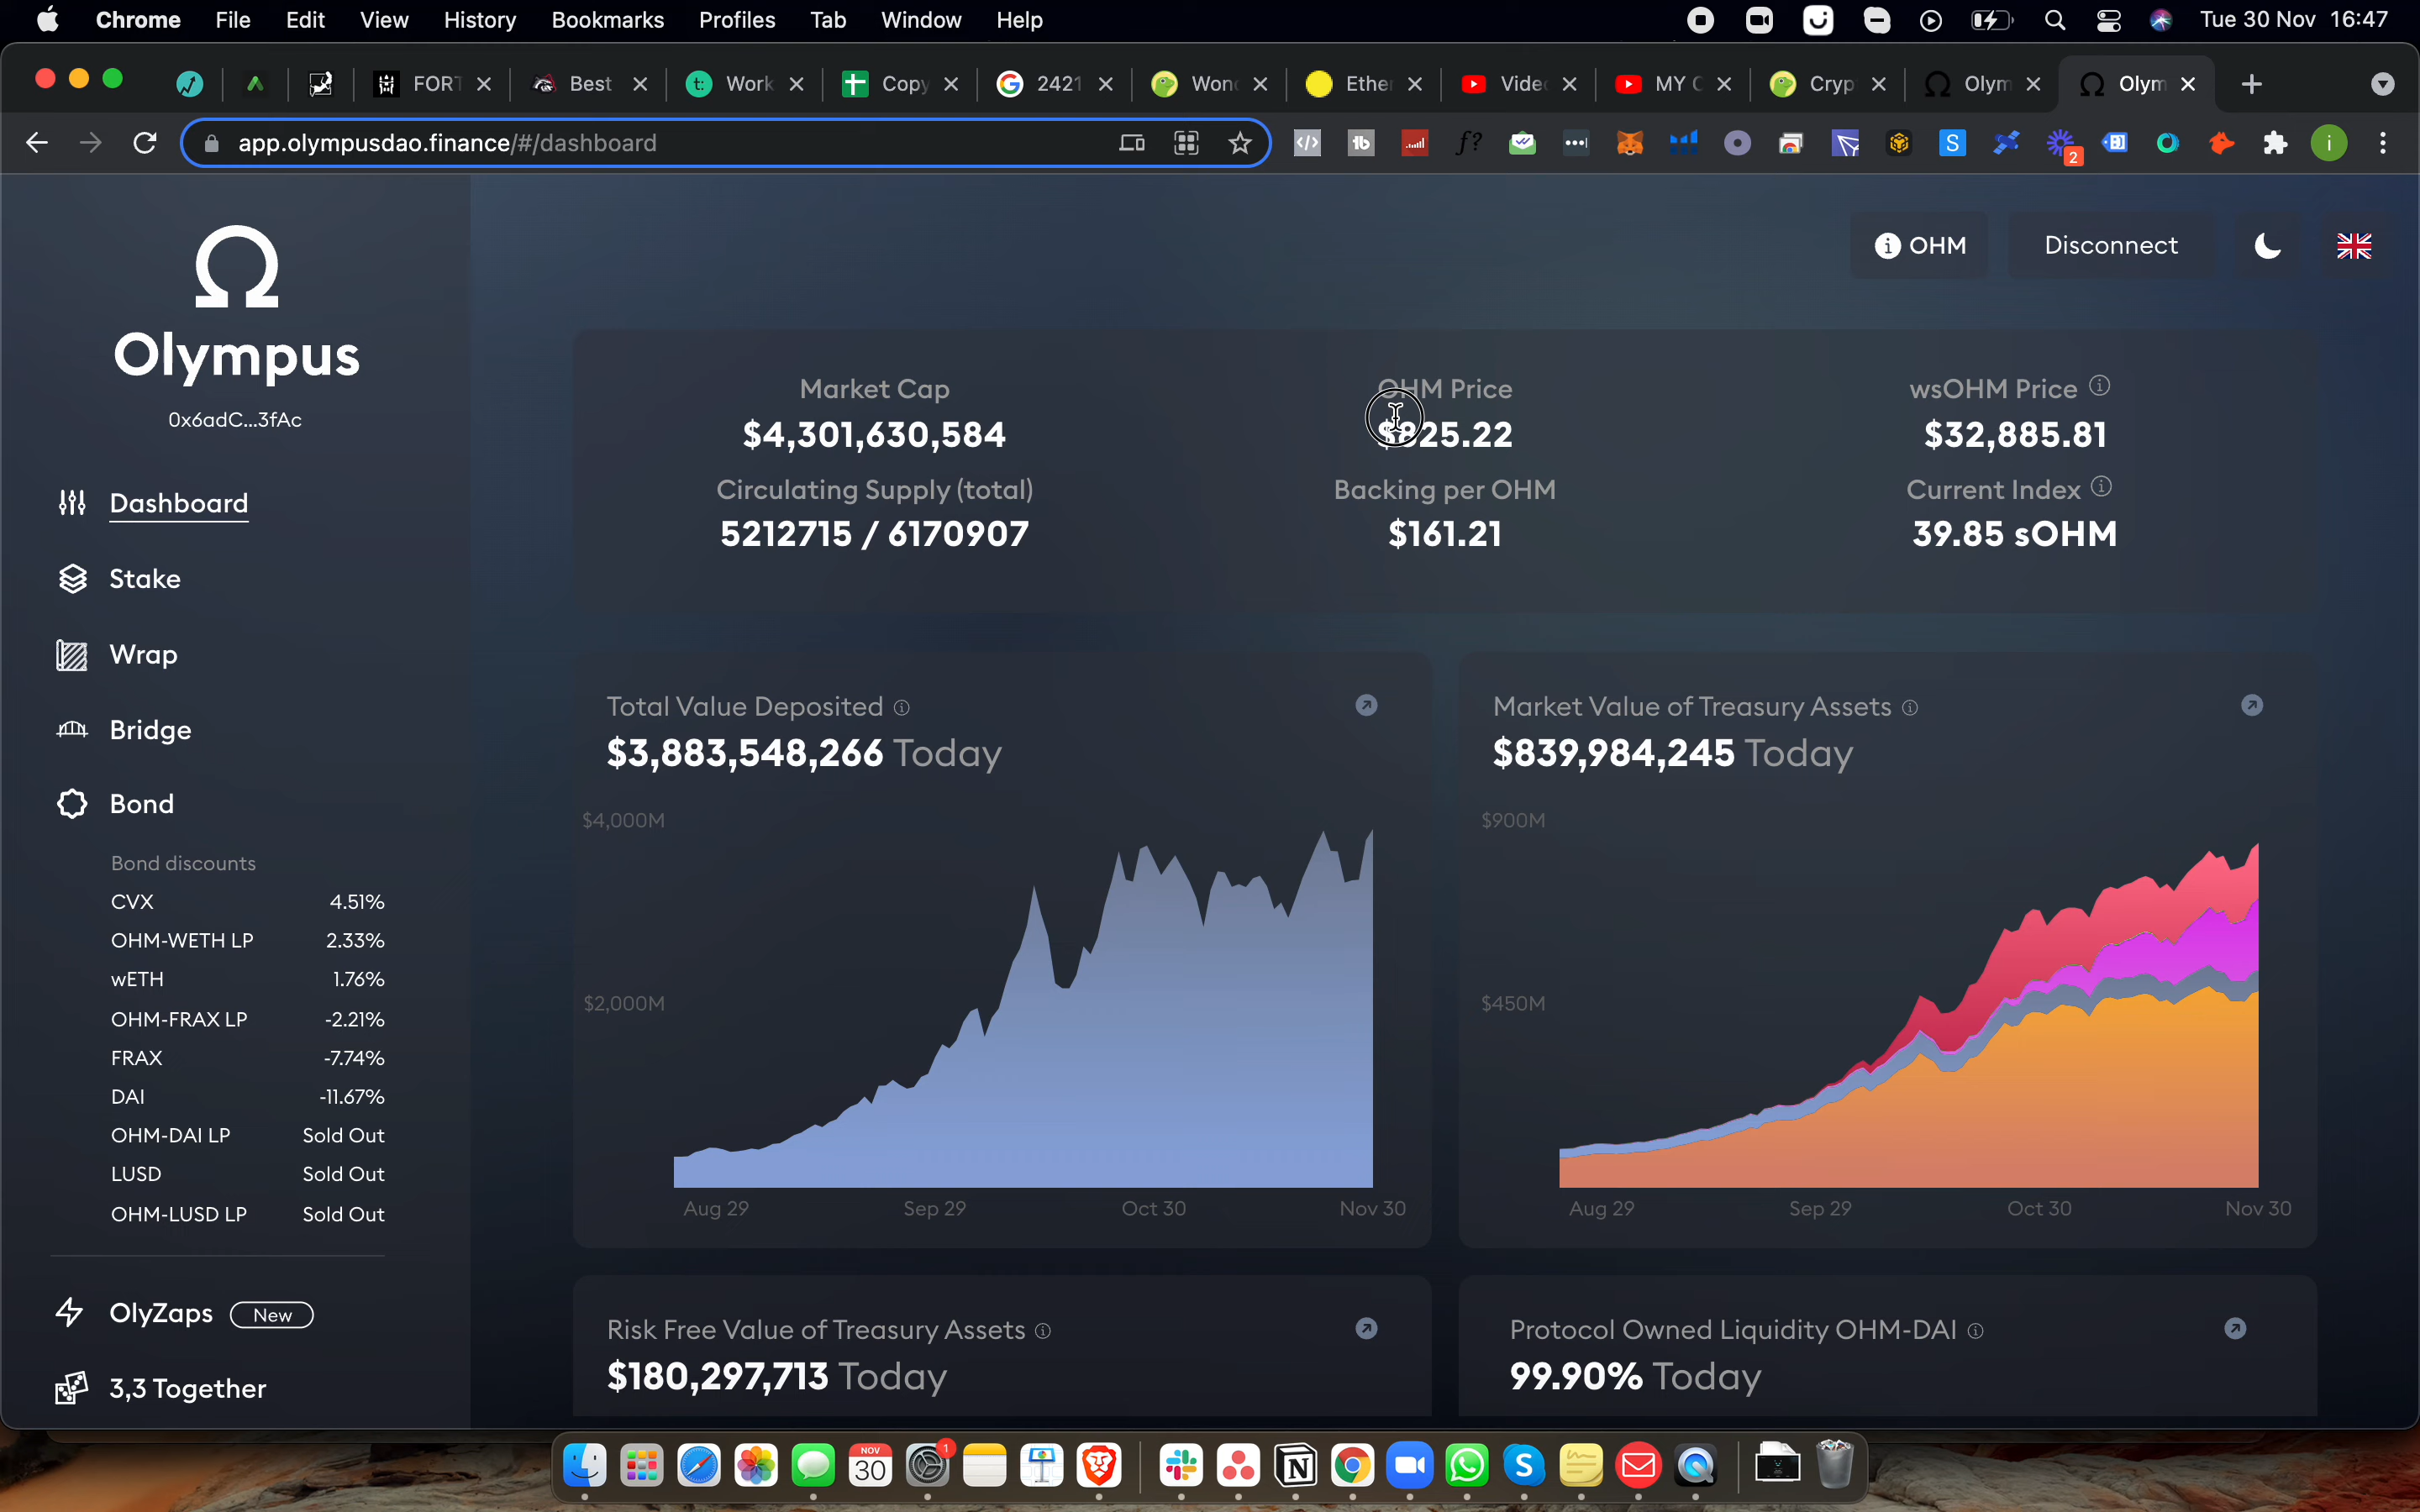 Chrome File Edit View History Bookmarks Profiles Tab Window Help Tue 30 Nov 16:47
FORT Best Work Copy 2421 Wond Ether Video MY C Cryp Olym Olym
app.olympusdao.finance/#/dashboard
2
i
Olympus
0x6adC...3fAc
Dashboard
Stake
Wrap
Bridge
Bond
Bond discounts
CVX 4.51%
OHM-WETH LP 2.33%
wETH 1.76%
OHM-FRAX LP -2.21%
FRAX -7.74%
DAI -11.67%
OHM-DAI LP Sold Out
LUSD Sold Out
OHM-LUSD LP Sold Out
OlyZaps New
3,3 Together
OHM Disconnect
Market Cap
$4,301,630,584
OHM Price
$825.22
wsOHM Price
$32,885.81
Circulating Supply (total)
5212715 / 6170907
Backing per OHM
$161.21
Current Index
39.85 sOHM
Total Value Deposited
$3,883,548,266 Today
$4,000M
$2,000M
Aug 29 Sep 29 Oct 30 Nov 30
Market Value of Treasury Assets
$839,984,245 Today
$900M
$450M
Aug 29 Sep 29 Oct 30 Nov 30
Risk Free Value of Treasury Assets
$180,297,713 Today
Protocol Owned Liquidity OHM-DAI
99.90% Today
NOV
30
1